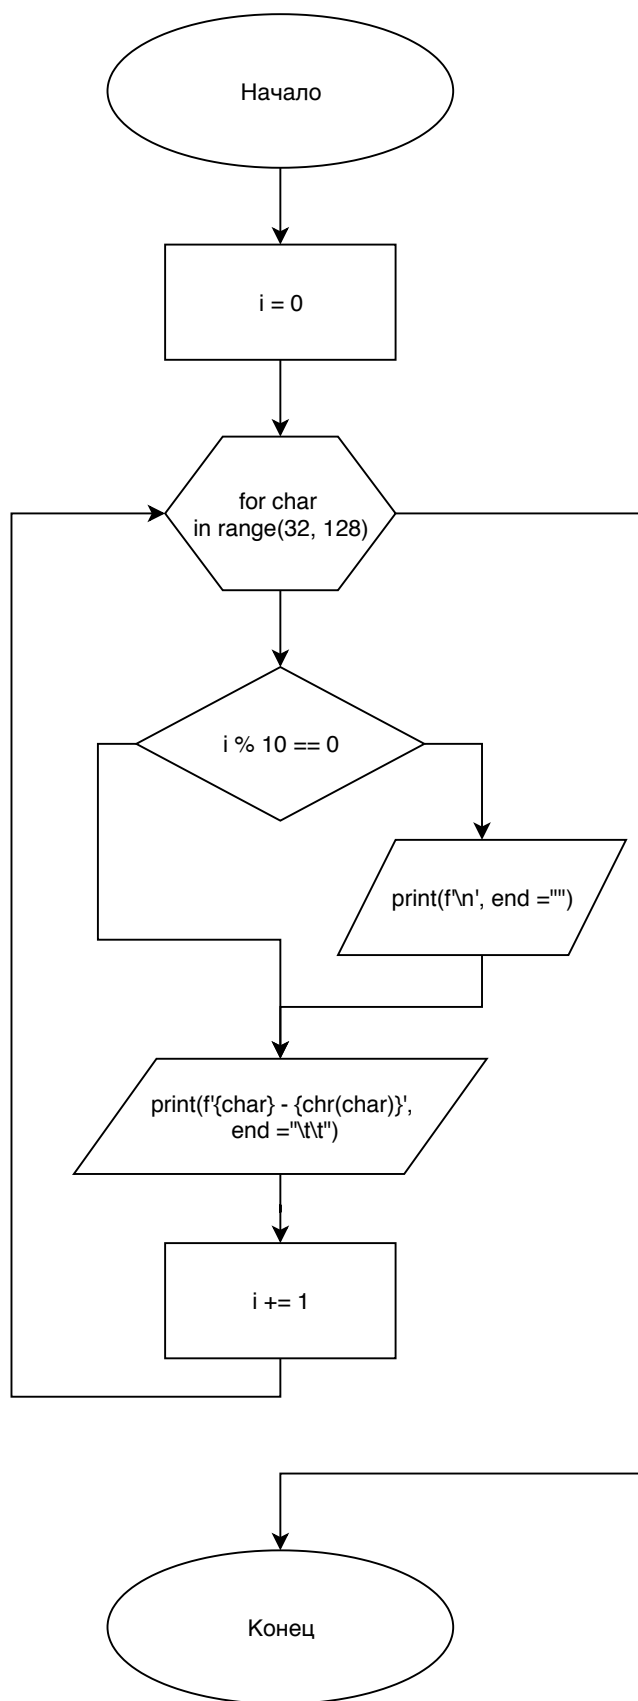 Начало
i = 0
for char
in range(32, 128)
i % 10 == 0
print(f'\n', end ="")
print(f'{char} - {chr(char)}',
end ="\t\t")
i += 1
Конец